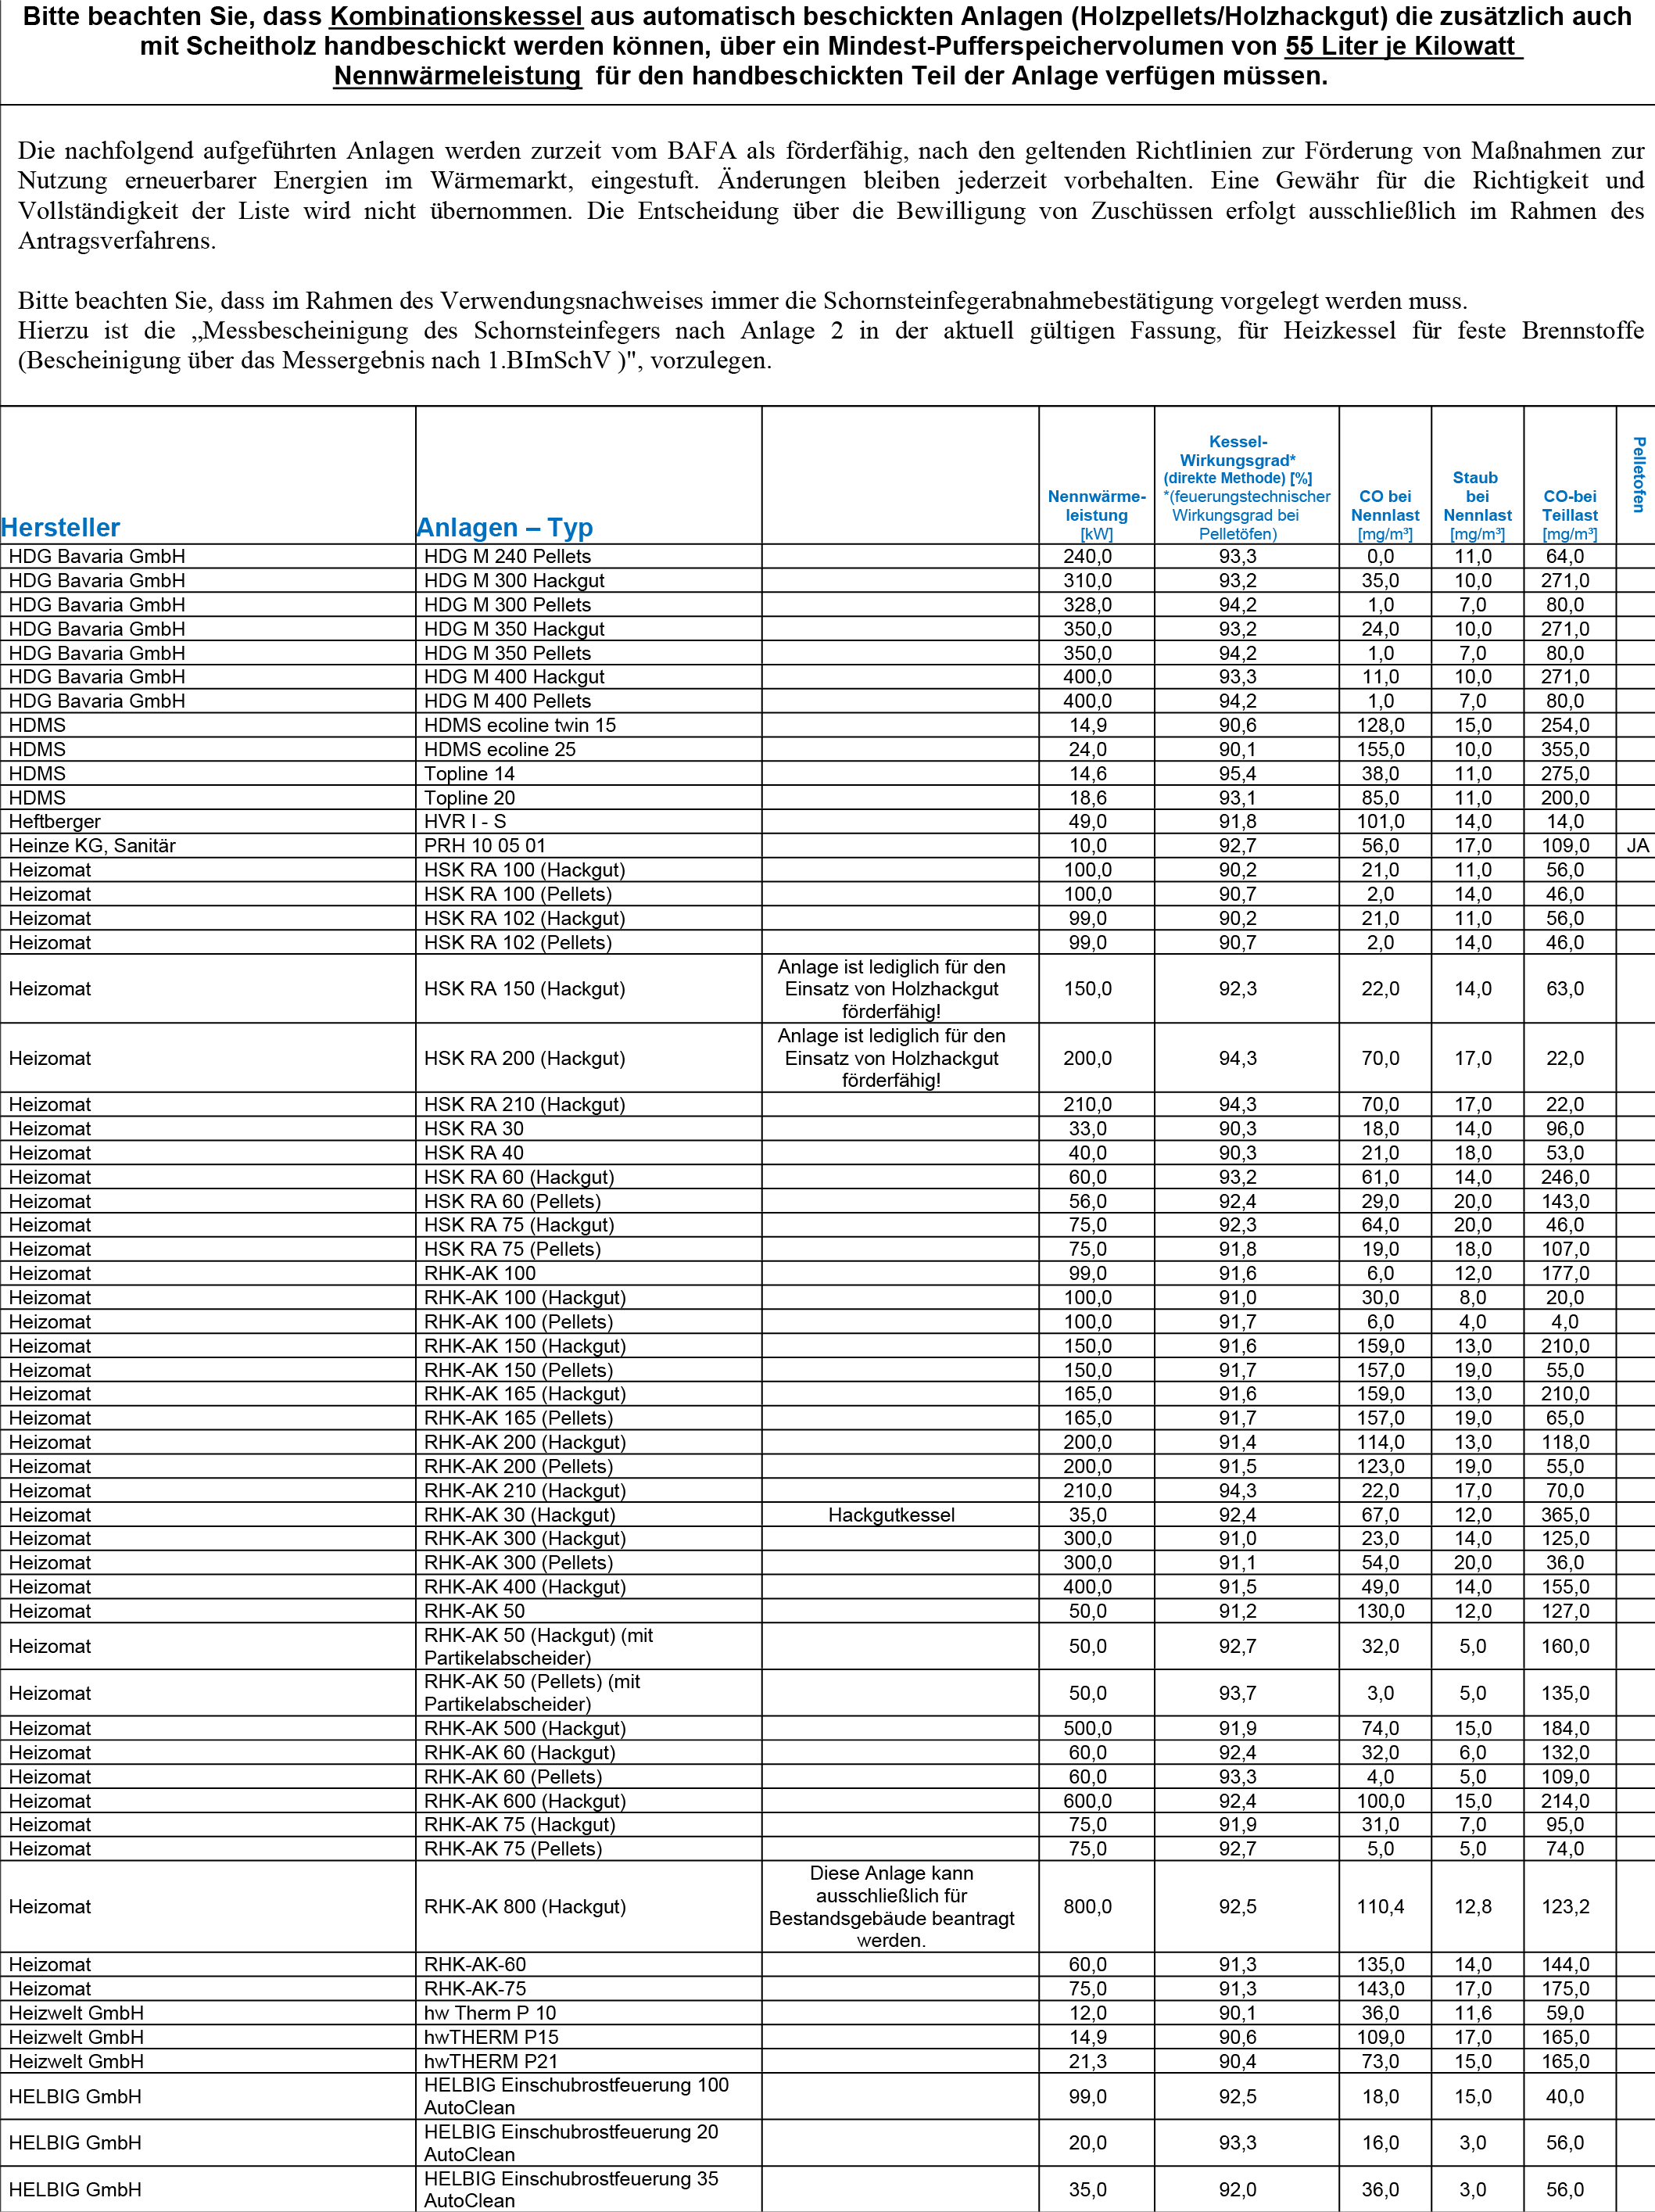 Bitte beachten Sie, dass Kombinationskessel aus automatisch beschickten Anlagen (Holzpellets/Holzhackgut) die zusätzlich auch
mit Scheitholz handbeschickt werden können, über ein Mindest-Pufferspeichervolumen von 55 Liter je Kilowatt
Nennwärmeleistung für den handbeschickten Teil der Anlage verfügen müssen.
Die nachfolgend aufgeführten Anlagen werden zurzeit vom BAFA als förderfähig, nach den geltenden Richtlinien zur Förderung von Maßnahmen zur
Nutzung erneuerbarer Energien im Wärmemarkt, eingestuft. Änderungen bleiben jederzeit vorbehalten. Eine Gewähr für die Richtigkeit und
Vollständigkeit der Liste wird nicht übernommen. Die Entscheidung über die Bewilligung von Zuschüssen erfolgt ausschließlich im Rahmen des
Antragsverfahrens.
Bitte beachten Sie, dass im Rahmen des Verwendungsnachweises immer die Schornsteinfegerabnahmebestätigung vorgelegt werden muss.
Hierzu ist die „Messbescheinigung des Schornsteinfegers nach Anlage 2 in der aktuell gültigen Fassung, für Heizkessel für feste Brennstoffe
(Bescheinigung über das Messergebnis nach 1.BImSchV )", vorzulegen.
Hersteller
Anlagen – Typ
Nennwärme-
leistung
[kW]
Kessel-
Wirkungsgrad*
(direkte Methode) [%]
*(feuerungstechnischer
Wirkungsgrad bei
Pelletöfen)
CO bei
Nennlast
[mg/m³]
Staub
bei
Nennlast
[mg/m³]
CO-bei
Teillast
[mg/m³]
Pelletofen
HDG Bavaria GmbH HDG M 240 Pellets 240,0 93,3 0,0 11,0 64,0
HDG Bavaria GmbH HDG M 300 Hackgut 310,0 93,2 35,0 10,0 271,0
HDG Bavaria GmbH HDG M 300 Pellets 328,0 94,2 1,0 7,0 80,0
HDG Bavaria GmbH HDG M 350 Hackgut 350,0 93,2 24,0 10,0 271,0
HDG Bavaria GmbH HDG M 350 Pellets 350,0 94,2 1,0 7,0 80,0
HDG Bavaria GmbH HDG M 400 Hackgut 400,0 93,3 11,0 10,0 271,0
HDG Bavaria GmbH HDG M 400 Pellets 400,0 94,2 1,0 7,0 80,0
HDMS HDMS ecoline twin 15 14,9 90,6 128,0 15,0 254,0
HDMS HDMS ecoline 25 24,0 90,1 155,0 10,0 355,0
HDMS Topline 14 14,6 95,4 38,0 11,0 275,0
HDMS Topline 20 18,6 93,1 85,0 11,0 200,0
Heftberger HVR I - S 49,0 91,8 101,0 14,0 14,0
Heinze KG, Sanitär PRH 10 05 01 10,0 92,7 56,0 17,0 109,0 JA
Heizomat HSK RA 100 (Hackgut) 100,0 90,2 21,0 11,0 56,0
Heizomat HSK RA 100 (Pellets) 100,0 90,7 2,0 14,0 46,0
Heizomat HSK RA 102 (Hackgut) 99,0 90,2 21,0 11,0 56,0
Heizomat HSK RA 102 (Pellets) 99,0 90,7 2,0 14,0 46,0
Anlage ist lediglich für den
Heizomat HSK RA 150 (Hackgut) Einsatz von Holzhackgut 150,0 92,3 22,0 14,0 63,0
förderfähig!
Anlage ist lediglich für den
Heizomat HSK RA 200 (Hackgut) Einsatz von Holzhackgut 200,0 94,3 70,0 17,0 22,0
förderfähig!
Heizomat HSK RA 210 (Hackgut) 210,0 94,3 70,0 17,0 22,0
Heizomat HSK RA 30 33,0 90,3 18,0 14,0 96,0
Heizomat HSK RA 40 40,0 90,3 21,0 18,0 53,0
Heizomat HSK RA 60 (Hackgut) 60,0 93,2 61,0 14,0 246,0
Heizomat HSK RA 60 (Pellets) 56,0 92,4 29,0 20,0 143,0
Heizomat HSK RA 75 (Hackgut) 75,0 92,3 64,0 20,0 46,0
Heizomat HSK RA 75 (Pellets) 75,0 91,8 19,0 18,0 107,0
Heizomat RHK-AK 100 99,0 91,6 6,0 12,0 177,0
Heizomat RHK-AK 100 (Hackgut) 100,0 91,0 30,0 8,0 20,0
Heizomat RHK-AK 100 (Pellets) 100,0 91,7 6,0 4,0 4,0
Heizomat RHK-AK 150 (Hackgut) 150,0 91,6 159,0 13,0 210,0
Heizomat RHK-AK 150 (Pellets) 150,0 91,7 157,0 19,0 55,0
Heizomat RHK-AK 165 (Hackgut) 165,0 91,6 159,0 13,0 210,0
Heizomat RHK-AK 165 (Pellets) 165,0 91,7 157,0 19,0 65,0
Heizomat RHK-AK 200 (Hackgut) 200,0 91,4 114,0 13,0 118,0
Heizomat RHK-AK 200 (Pellets) 200,0 91,5 123,0 19,0 55,0
Heizomat RHK-AK 210 (Hackgut) 210,0 94,3 22,0 17,0 70,0
Heizomat RHK-AK 30 (Hackgut) Hackgutkessel 35,0 92,4 67,0 12,0 365,0
Heizomat RHK-AK 300 (Hackgut) 300,0 91,0 23,0 14,0 125,0
Heizomat RHK-AK 300 (Pellets) 300,0 91,1 54,0 20,0 36,0
Heizomat RHK-AK 400 (Hackgut) 400,0 91,5 49,0 14,0 155,0
Heizomat RHK-AK 50 50,0 91,2 130,0 12,0 127,0
Heizomat RHK-AK 50 (Hackgut) (mit
Partikelabscheider) 50,0 92,7 32,0 5,0 160,0
Heizomat RHK-AK 50 (Pellets) (mit
Partikelabscheider) 50,0 93,7 3,0 5,0 135,0
Heizomat RHK-AK 500 (Hackgut) 500,0 91,9 74,0 15,0 184,0
Heizomat RHK-AK 60 (Hackgut) 60,0 92,4 32,0 6,0 132,0
Heizomat RHK-AK 60 (Pellets) 60,0 93,3 4,0 5,0 109,0
Heizomat RHK-AK 600 (Hackgut) 600,0 92,4 100,0 15,0 214,0
Heizomat RHK-AK 75 (Hackgut) 75,0 91,9 31,0 7,0 95,0
Heizomat RHK-AK 75 (Pellets) 75,0 92,7 5,0 5,0 74,0
Diese Anlage kann
ausschließlich für
Heizomat RHK-AK 800 (Hackgut) Bestandsgebäude beantragt 800,0 92,5 110,4 12,8 123,2
werden.
Heizomat RHK-AK-60 60,0 91,3 135,0 14,0 144,0
Heizomat RHK-AK-75 75,0 91,3 143,0 17,0 175,0
Heizwelt GmbH hw Therm P 10 12,0 90,1 36,0 11,6 59,0
Heizwelt GmbH hwTHERM P15 14,9 90,6 109,0 17,0 165,0
Heizwelt GmbH hwTHERM P21 21,3 90,4 73,0 15,0 165,0
HELBIG GmbH HELBIG Einschubrostfeuerung 100
AutoClean 99,0 92,5 18,0 15,0 40,0
HELBIG GmbH HELBIG Einschubrostfeuerung 20
AutoClean 20,0 93,3 16,0 3,0 56,0
HELBIG GmbH HELBIG Einschubrostfeuerung 35
AutoClean 35,0 92,0 36,0 3,0 56,0